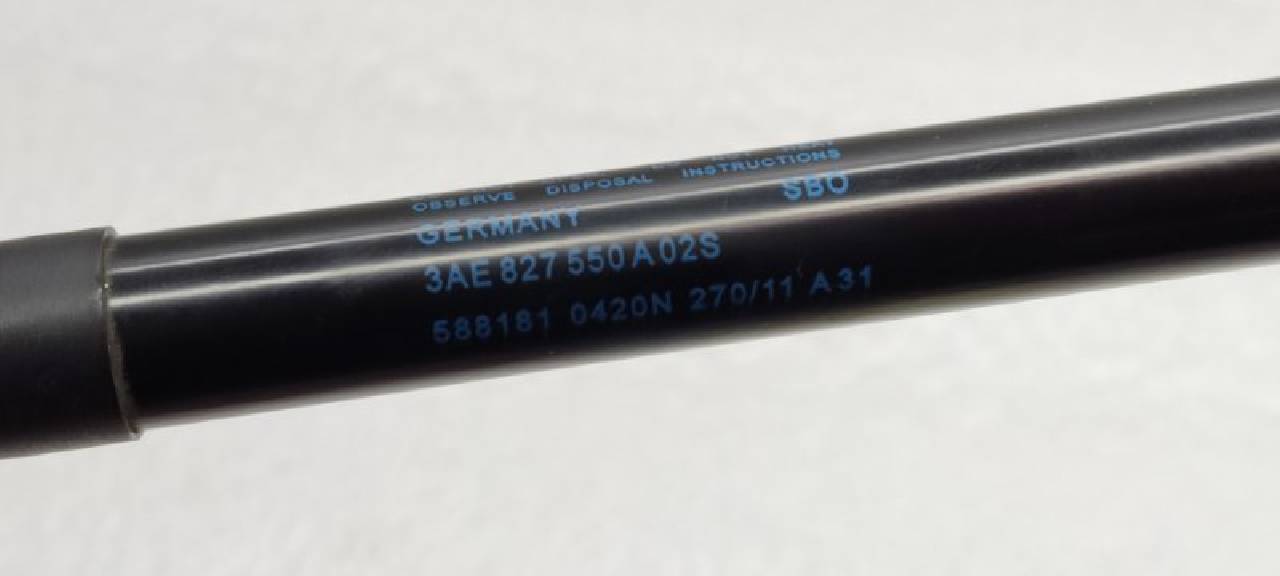 OBSERVE DISPOSAL INSTRUCTIONS
GERMANY SBO
3AE 827 550 A 02S
588181 0420N 270/11 A31